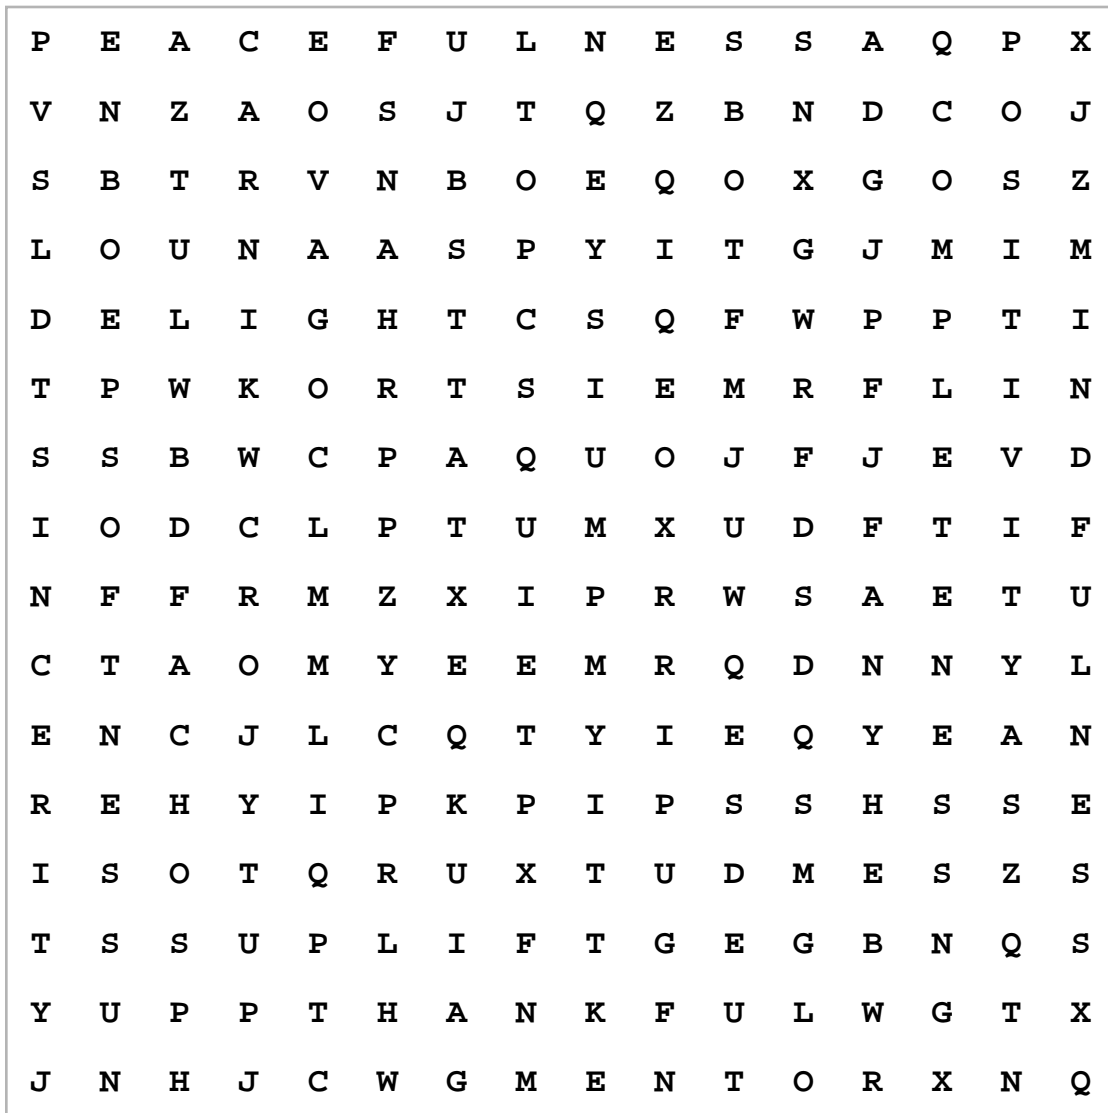 P E A C E F U L N E S S A Q P X
V N Z A O S J T Q Z B N D C O J
S B T R V N B O E Q O X G O S Z
L O U N A A S P Y I T G J M I M
D E L I G H T C S Q F W P P T I
T P W K O R T S I E M R F L I N
S S B W C P A Q U O J F J E V D
I O D C L P T U M X U D F T I F
N F F R M Z X I P R W S A E T U
C T A O M Y E E M R Q D N N Y L
E N C J L C Q T Y I E Q Y E A N
R E H Y I P K P I P S S H S S E
I S O T Q R U X T U D M E S Z S
T S S U P L I F T G E G B N Q S
Y U P P T H A N K F U L W G T X
J N H J C W G M E N T O R X N Q